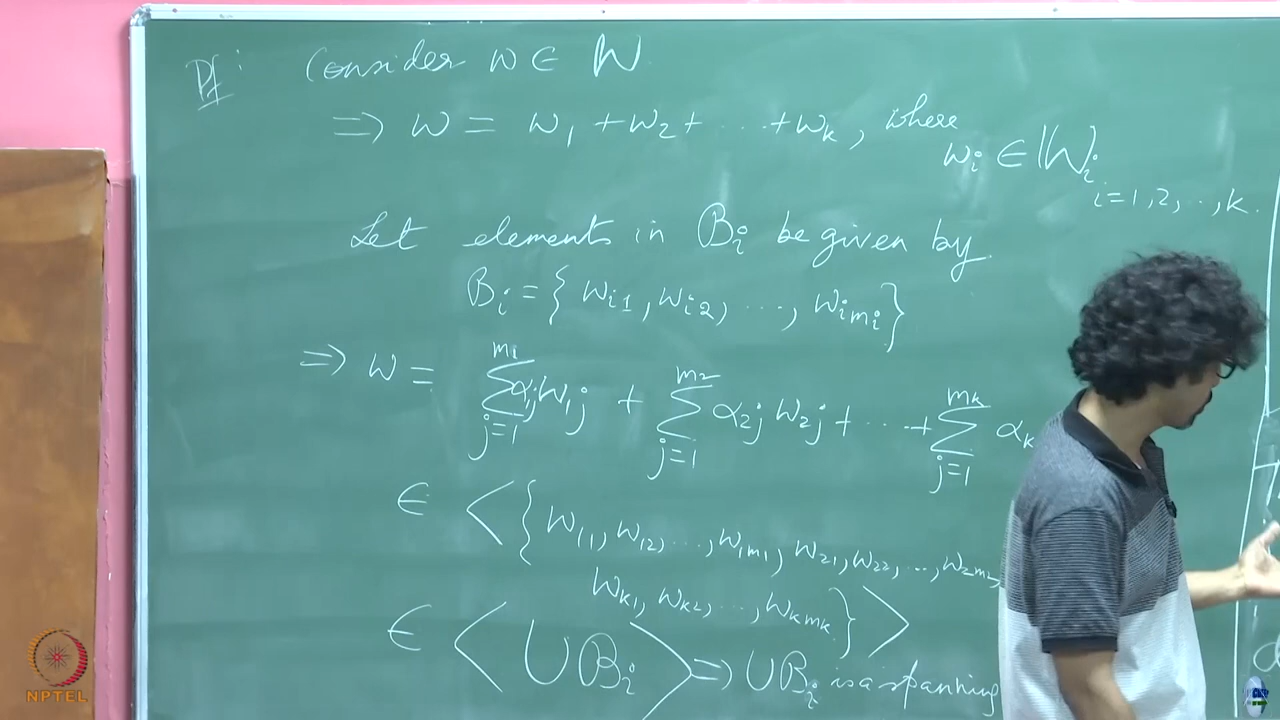 Pf: Consider w ∈ W
⇒ w = w₁ + w₂ + ... + wₖ, where
wᵢ ∈ Wᵢ
i=1,2,..,k.
Let elements in Bᵢ be given by
Bᵢ = { wᵢ₁, wᵢ₂, ..., wᵢmᵢ }
⇒ w = Σ_{j=1}^{m₁} α₁ⱼ w₁ⱼ + Σ_{j=1}^{m₂} α₂ⱼ w₂ⱼ + ... + Σ_{j=1}^{mₖ} αₖ
∈ < { w₁₁, w₁₂, ..., w₁m₁, w₂₁, w₂₂, ..., w₂m₂,
wₖ₁, wₖ₂, ..., wₖmₖ } >
∈ < ∪Bᵢ > ⇒ ∪Bᵢ is a spanning
NPTEL